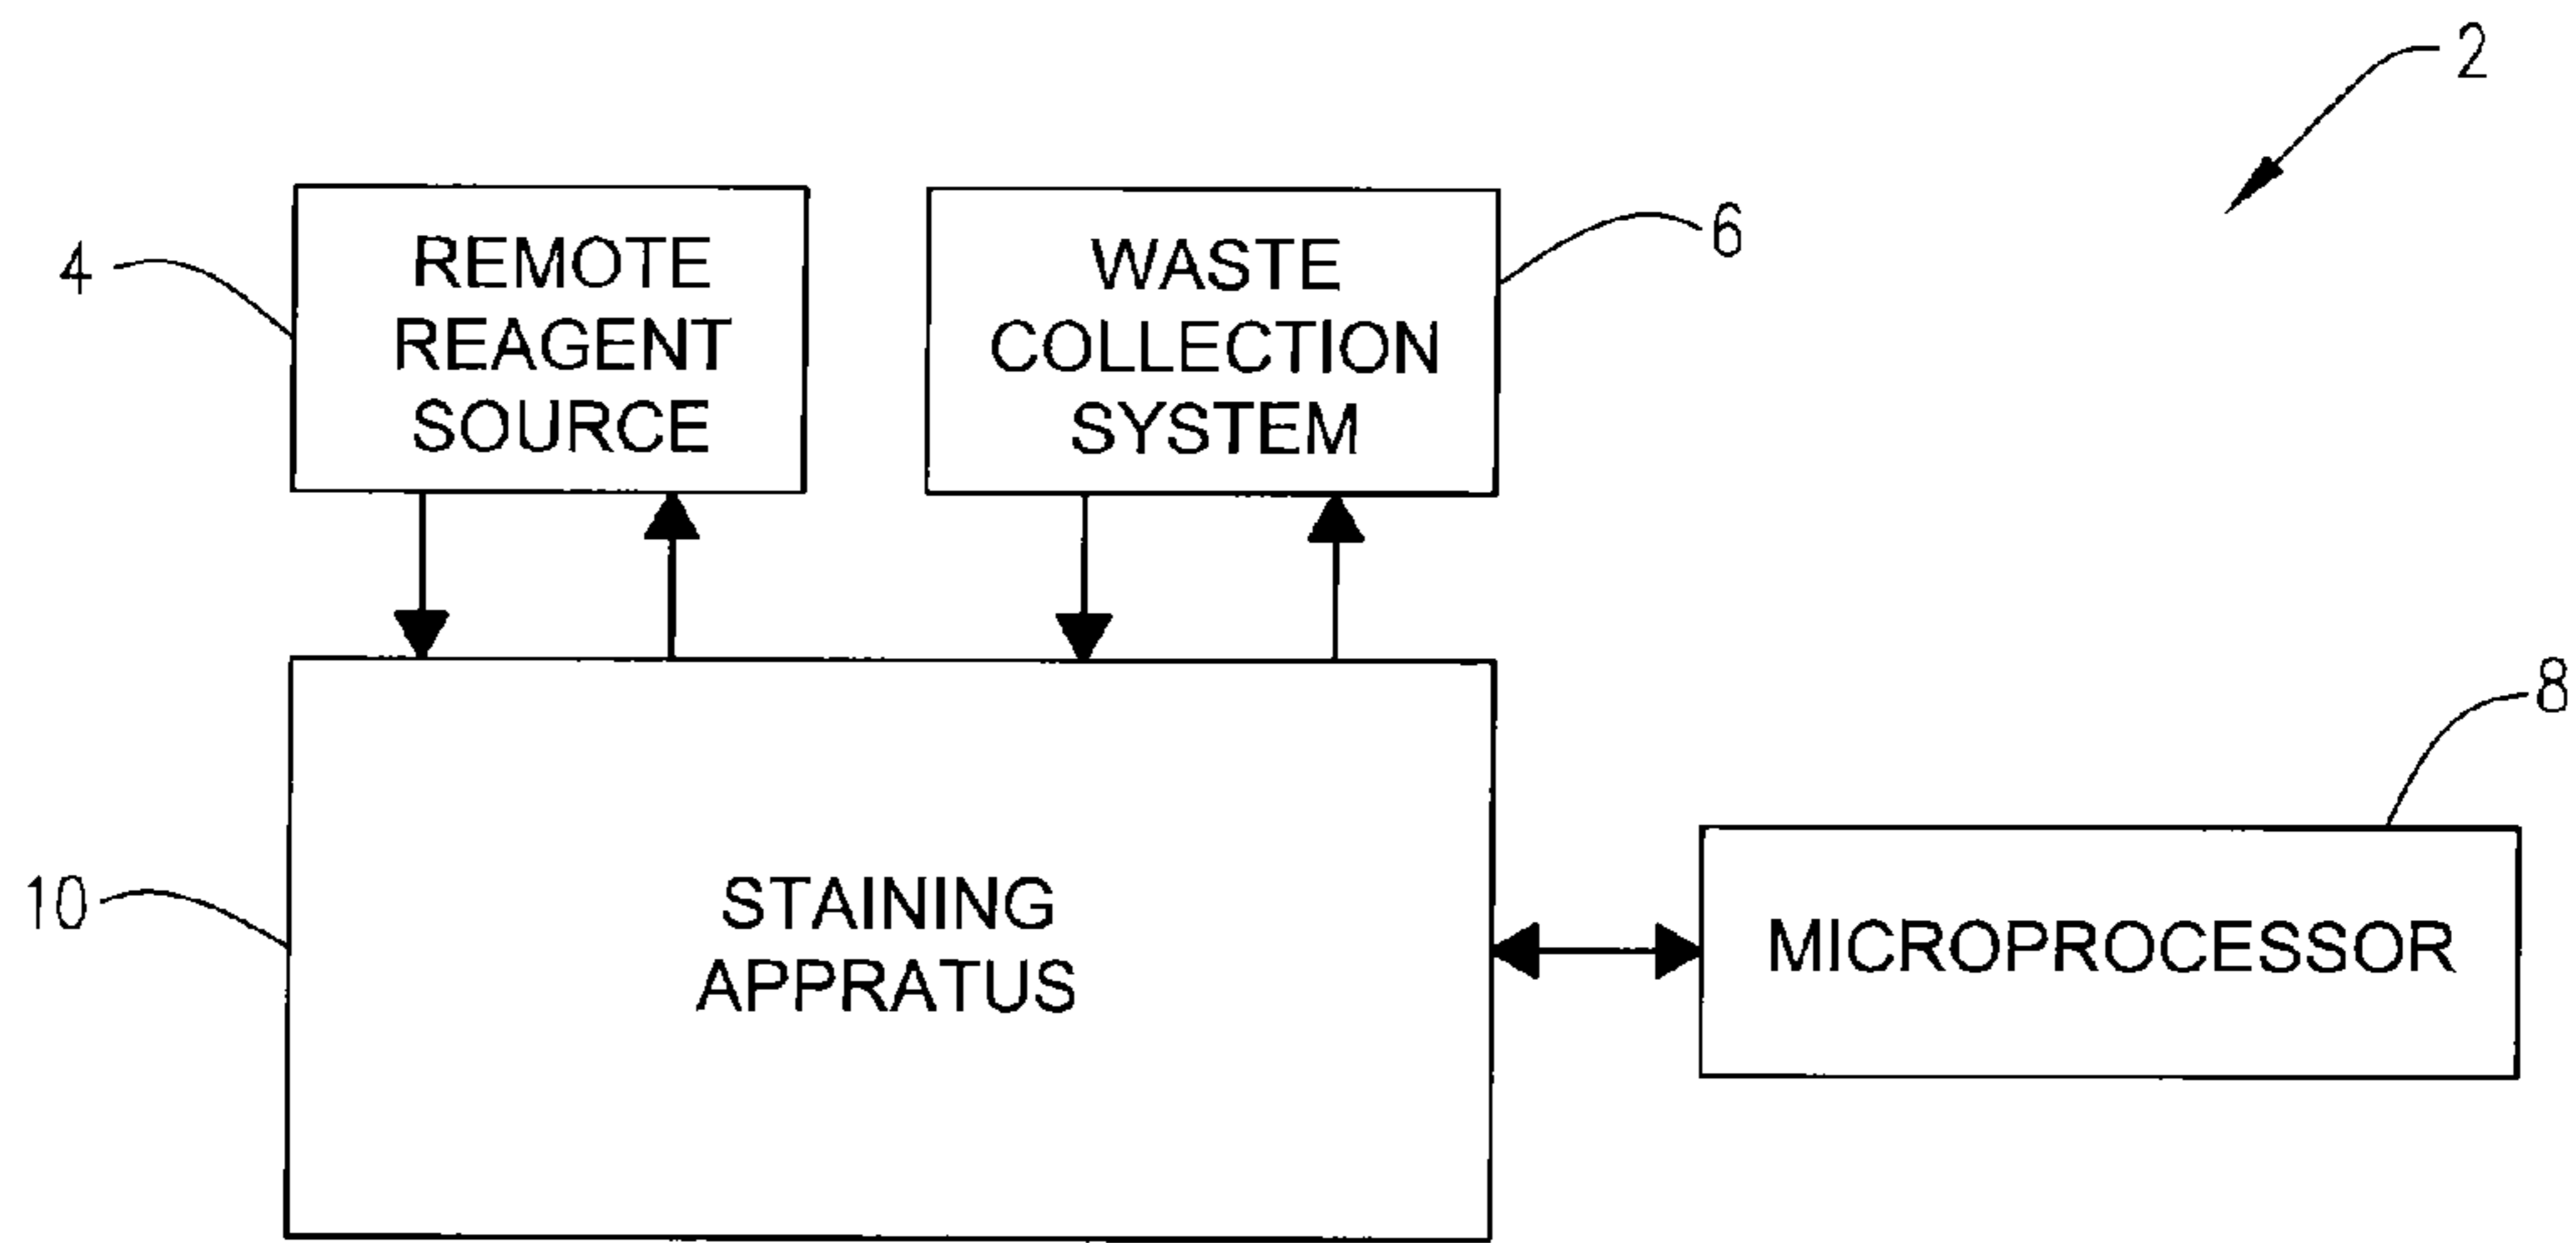 2
4
REMOTE
REAGENT
SOURCE
WASTE
COLLECTION
SYSTEM
6
8
10
STAINING
APPRATUS
MICROPROCESSOR